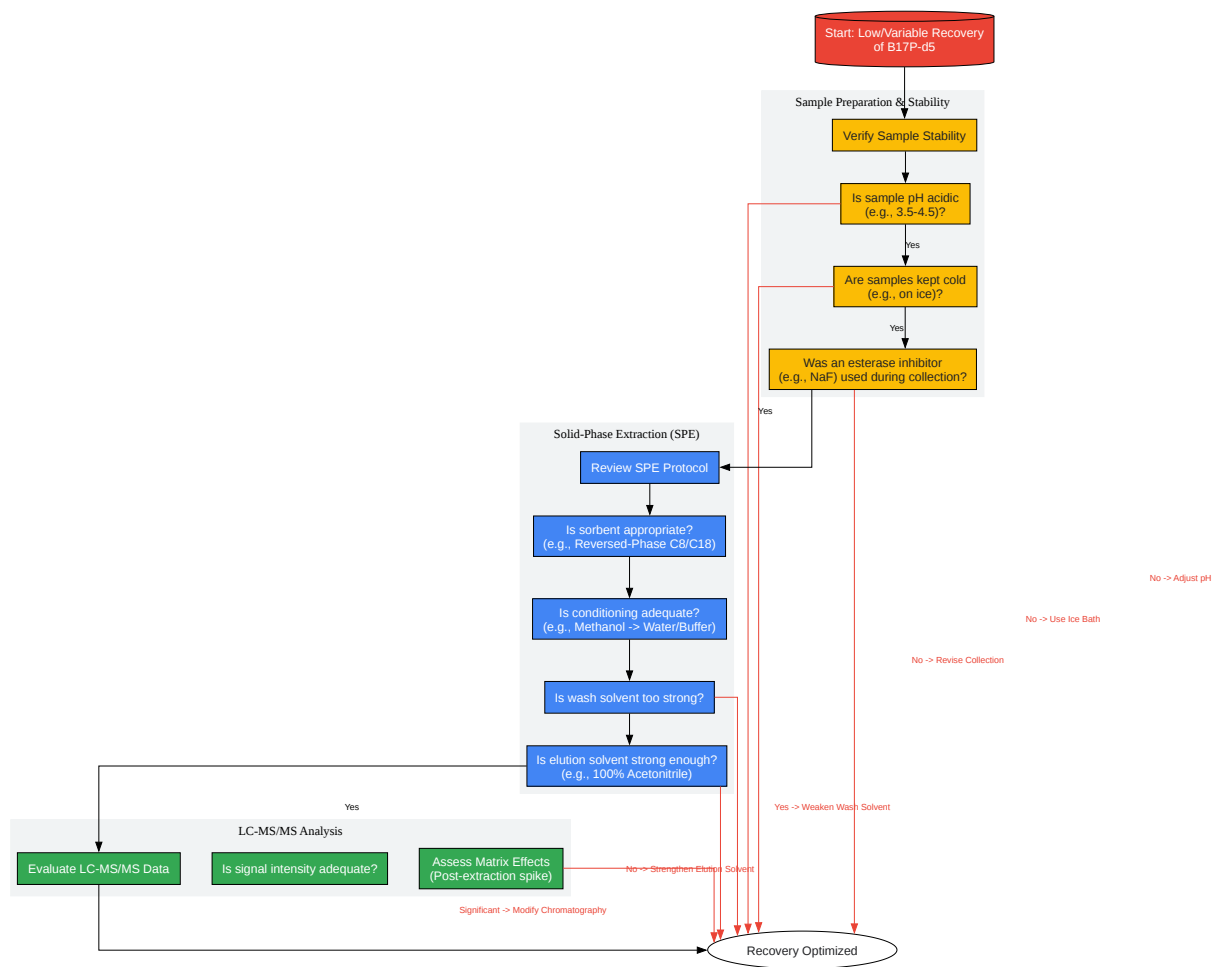 Start: Low/Variable Recovery
of B17P-d5
Sample Preparation & Stability
Verify Sample Stability
Is sample pH acidic
(e.g., 3.5-4.5)?
Yes
Are samples kept cold
(e.g., on ice)?
Yes
Was an esterase inhibitor
(e.g., NaF) used during collection?
Yes
Solid-Phase Extraction (SPE)
Review SPE Protocol
Is sorbent appropriate?
(e.g., Reversed-Phase C8/C18)
No -> Adjust pH
Is conditioning adequate?
(e.g., Methanol -> Water/Buffer)
No -> Use Ice Bath
No -> Revise Collection
Is wash solvent too strong?
Is elution solvent strong enough?
(e.g., 100% Acetonitrile)
Yes
Yes -> Weaken Wash Solvent
LC-MS/MS Analysis
Evaluate LC-MS/MS Data
Is signal intensity adequate?
Assess Matrix Effects
(Post-extraction spike)
No -> Strengthen Elution Solvent
Significant -> Modify Chromatography
Recovery Optimized